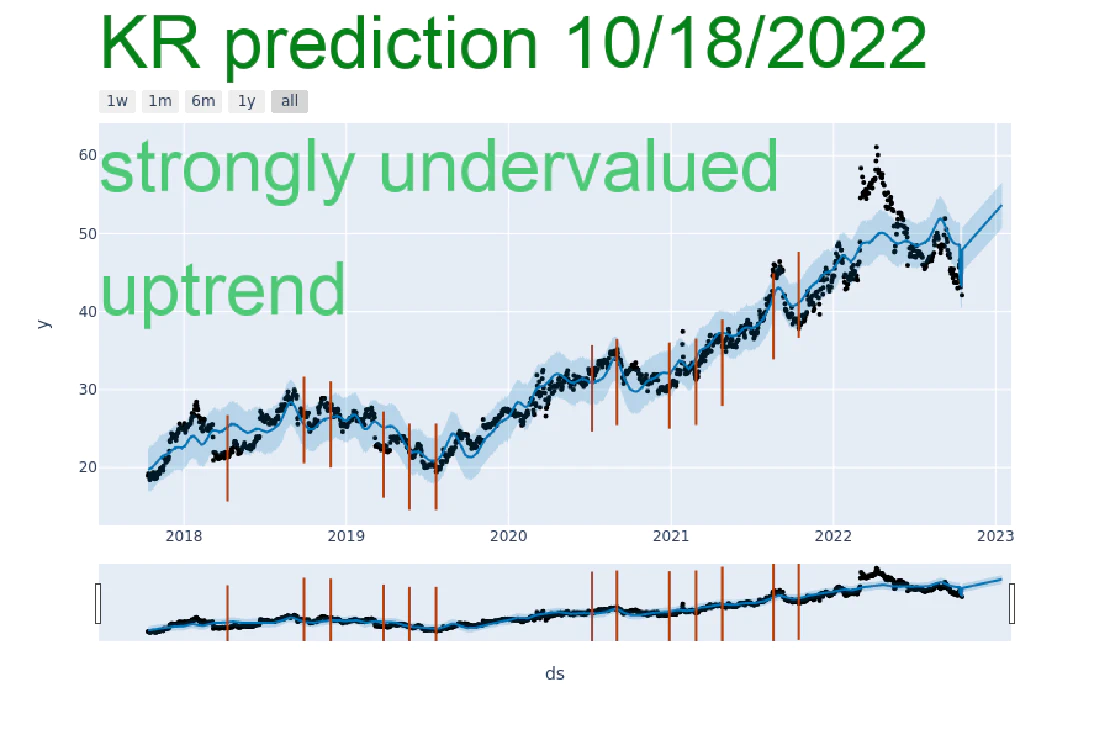 KR prediction 10/18/2022
1w 1m 6m 1y all
strongly undervalued
uptrend
60
50
40
30
20
y
2018 2019 2020 2021 2022 2023
ds